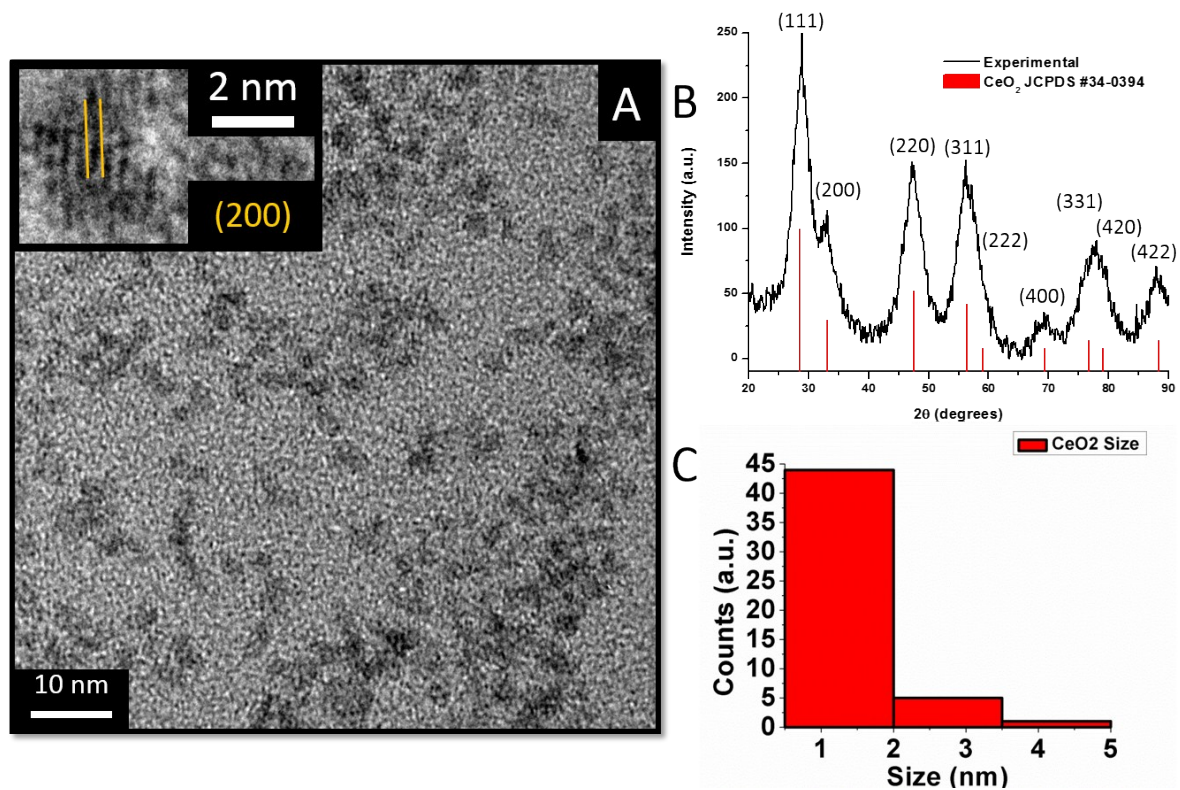 A
2 nm
(200)
10 nm
B
(111)
(200)
(220)
(311)
(222)
(400)
(331)
(420)
(422)
Experimental
CeO2 JCPDS #34-0394
Intensity (a.u.)
250
200
150
100
50
0
20 30 40 50 60 70 80 90
2θ (degrees)
C
CeO2 Size
Counts (a.u.)
45
40
35
30
25
20
15
10
5
0
1 2 3 4 5
Size (nm)